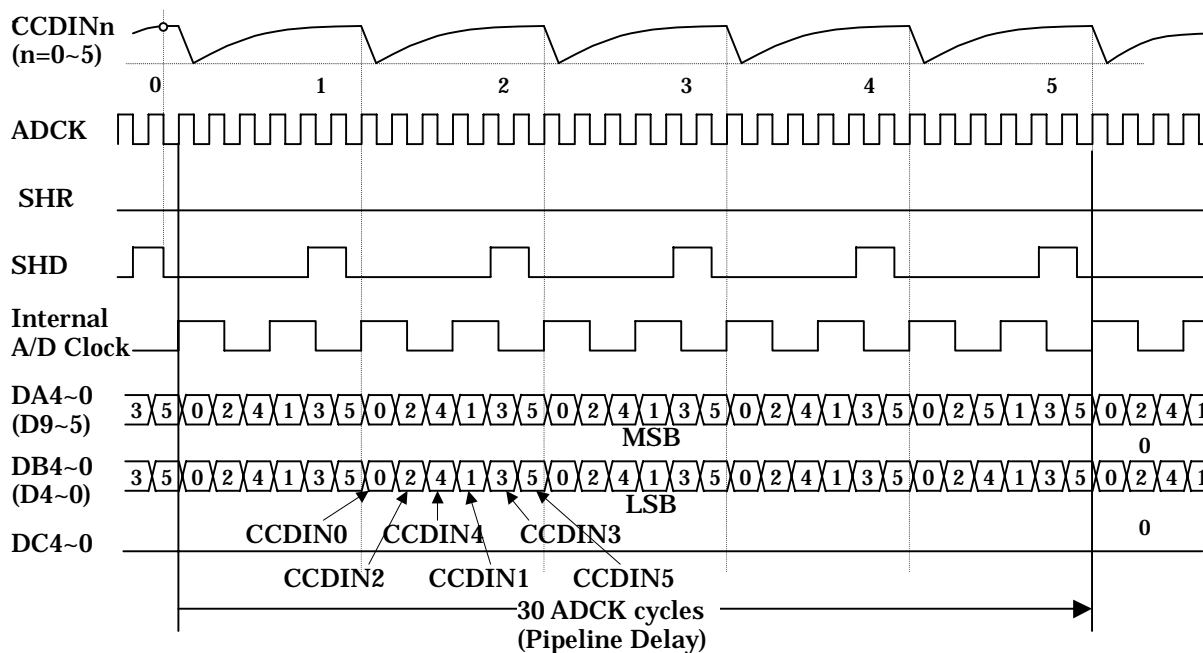 CCDINn
(n=0~5)
0 1 2 3 4 5
ADCK
SHR
SHD
Internal
A/D Clock
DA4~0
(D9~5)
3 5 0 2 4 1 3 5 0 2 4 1 3 5 0 2 4 1 3 5 0 2 4 1 3 5 0 2 5 1 3 5 0 2 4 1
MSB
0
DB4~0
(D4~0)
3 5 0 2 4 1 3 5 0 2 4 1 3 5 0 2 4 1 3 5 0 2 4 1 3 5 0 2 4 1 3 5 0 2 4 1
LSB
CCDIN0 CCDIN4 CCDIN3
0
DC4~0
CCDIN2 CCDIN1 CCDIN5
30 ADCK cycles
(Pipeline Delay)